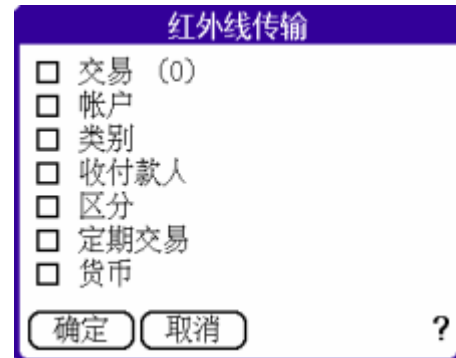 红外线传输
交易 (0)
帐户
类别
收付款人
区分
定期交易
货币
确定 取消 ?